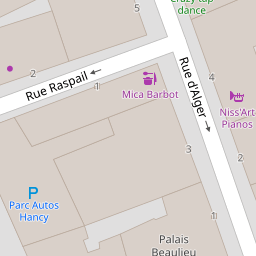 Crazy tap
dance
5
Rue d'Alger
2
Rue Raspail
1
Mica Barbot
4
Niss'Art
Pianos
3
2
Parc Autos
Hancy
1
Palais
Beaulieu